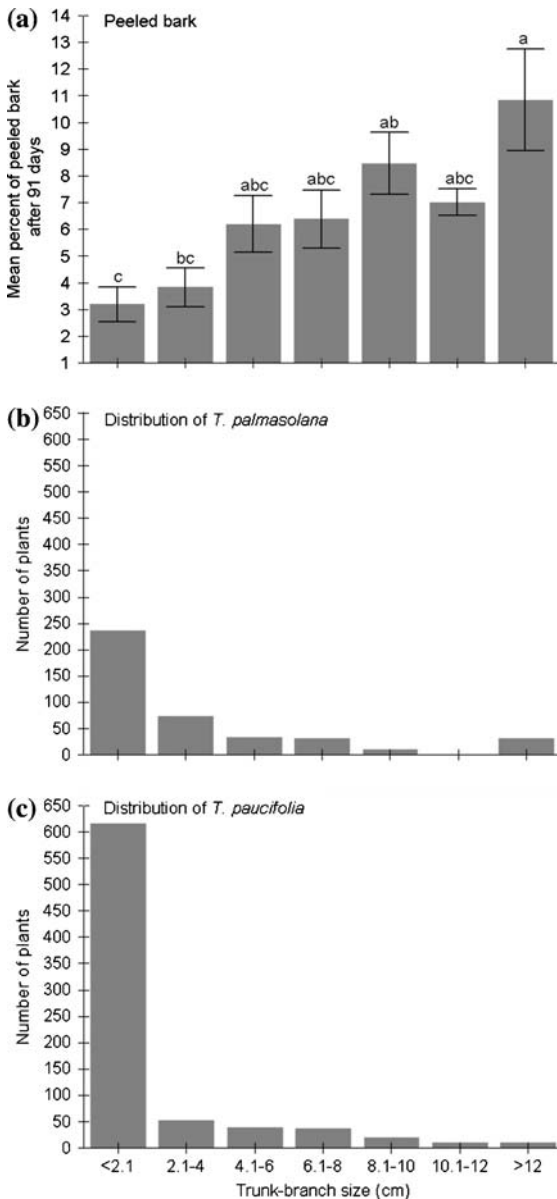 (a)
Peeled bark
Mean percent of peeled bark
after 91 days
14
13
12
11
10
9
8
7
6
5
4
3
2
1
c
bc
abc
abc
ab
abc
a
(b)
Distribution of T. palmasolana
Number of plants
650
600
550
500
450
400
350
300
250
200
150
100
50
0
(c)
Distribution of T. paucifolia
Number of plants
650
600
550
500
450
400
350
300
250
200
150
100
50
0
<2.1 2.1-4 4.1-6 6.1-8 8.1-10 10.1-12 >12
Trunk-branch size (cm)